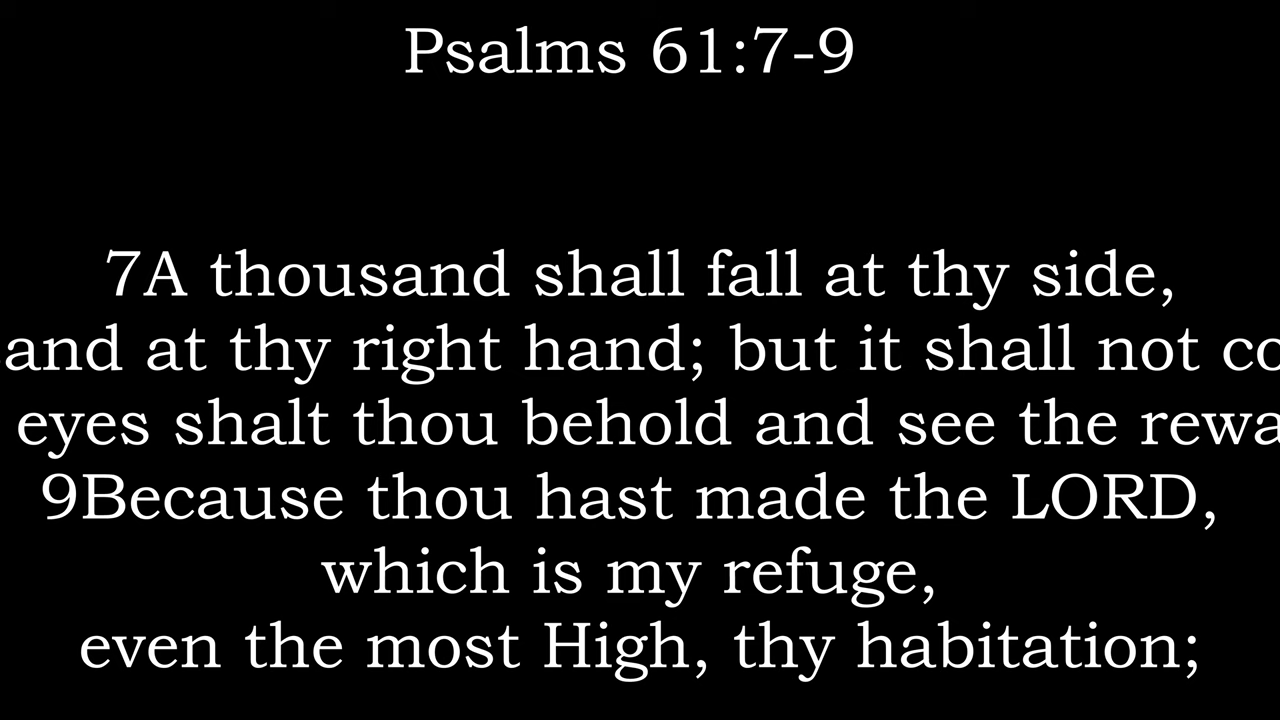 Psalms 61:7-9
7A thousand shall fall at thy side,
and at thy right hand; but it shall not co
eyes shalt thou behold and see the rewa
9Because thou hast made the LORD,
which is my refuge,
even the most High, thy habitation;